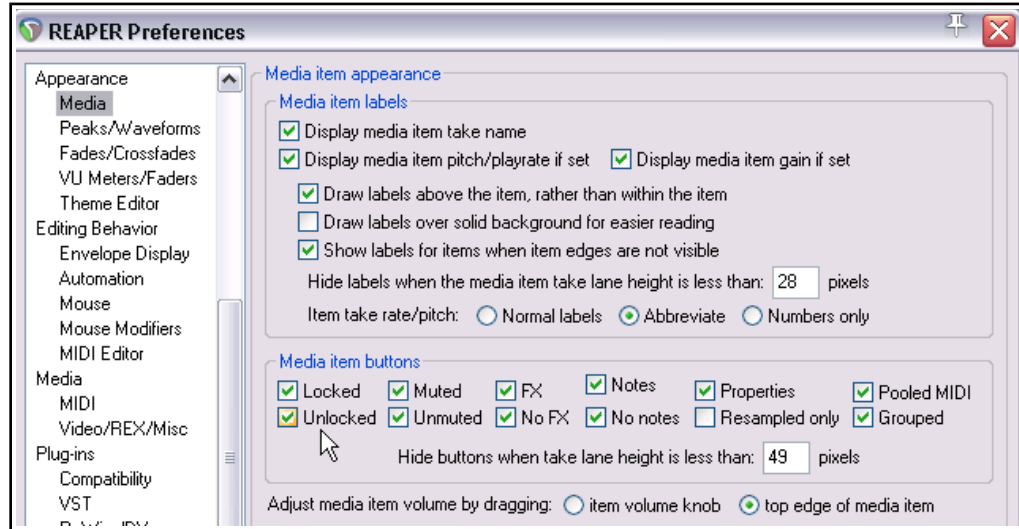 REAPER Preferences
Appearance
Media
Peaks/Waveforms
Fades/Crossfades
VU Meters/Faders
Theme Editor
Editing Behavior
Envelope Display
Automation
Mouse
Mouse Modifiers
MIDI Editor
Media
MIDI
Video/REX/Misc
Plug-ins
Compatibility
VST
Media item appearance
Media item labels
Display media item take name
Display media item pitch/playrate if set Display media item gain if set
Draw labels above the item, rather than within the item
Draw labels over solid background for easier reading
Show labels for items when item edges are not visible
Hide labels when the media item take lane height is less than: 28 pixels
Item take rate/pitch: Normal labels Abbreviate Numbers only
Media item buttons
Locked Muted FX Notes Properties Pooled MIDI
Unlocked Unmuted No FX No notes Resampled only Grouped
Hide buttons when take lane height is less than: 49 pixels
Adjust media item volume by dragging: item volume knob top edge of media item